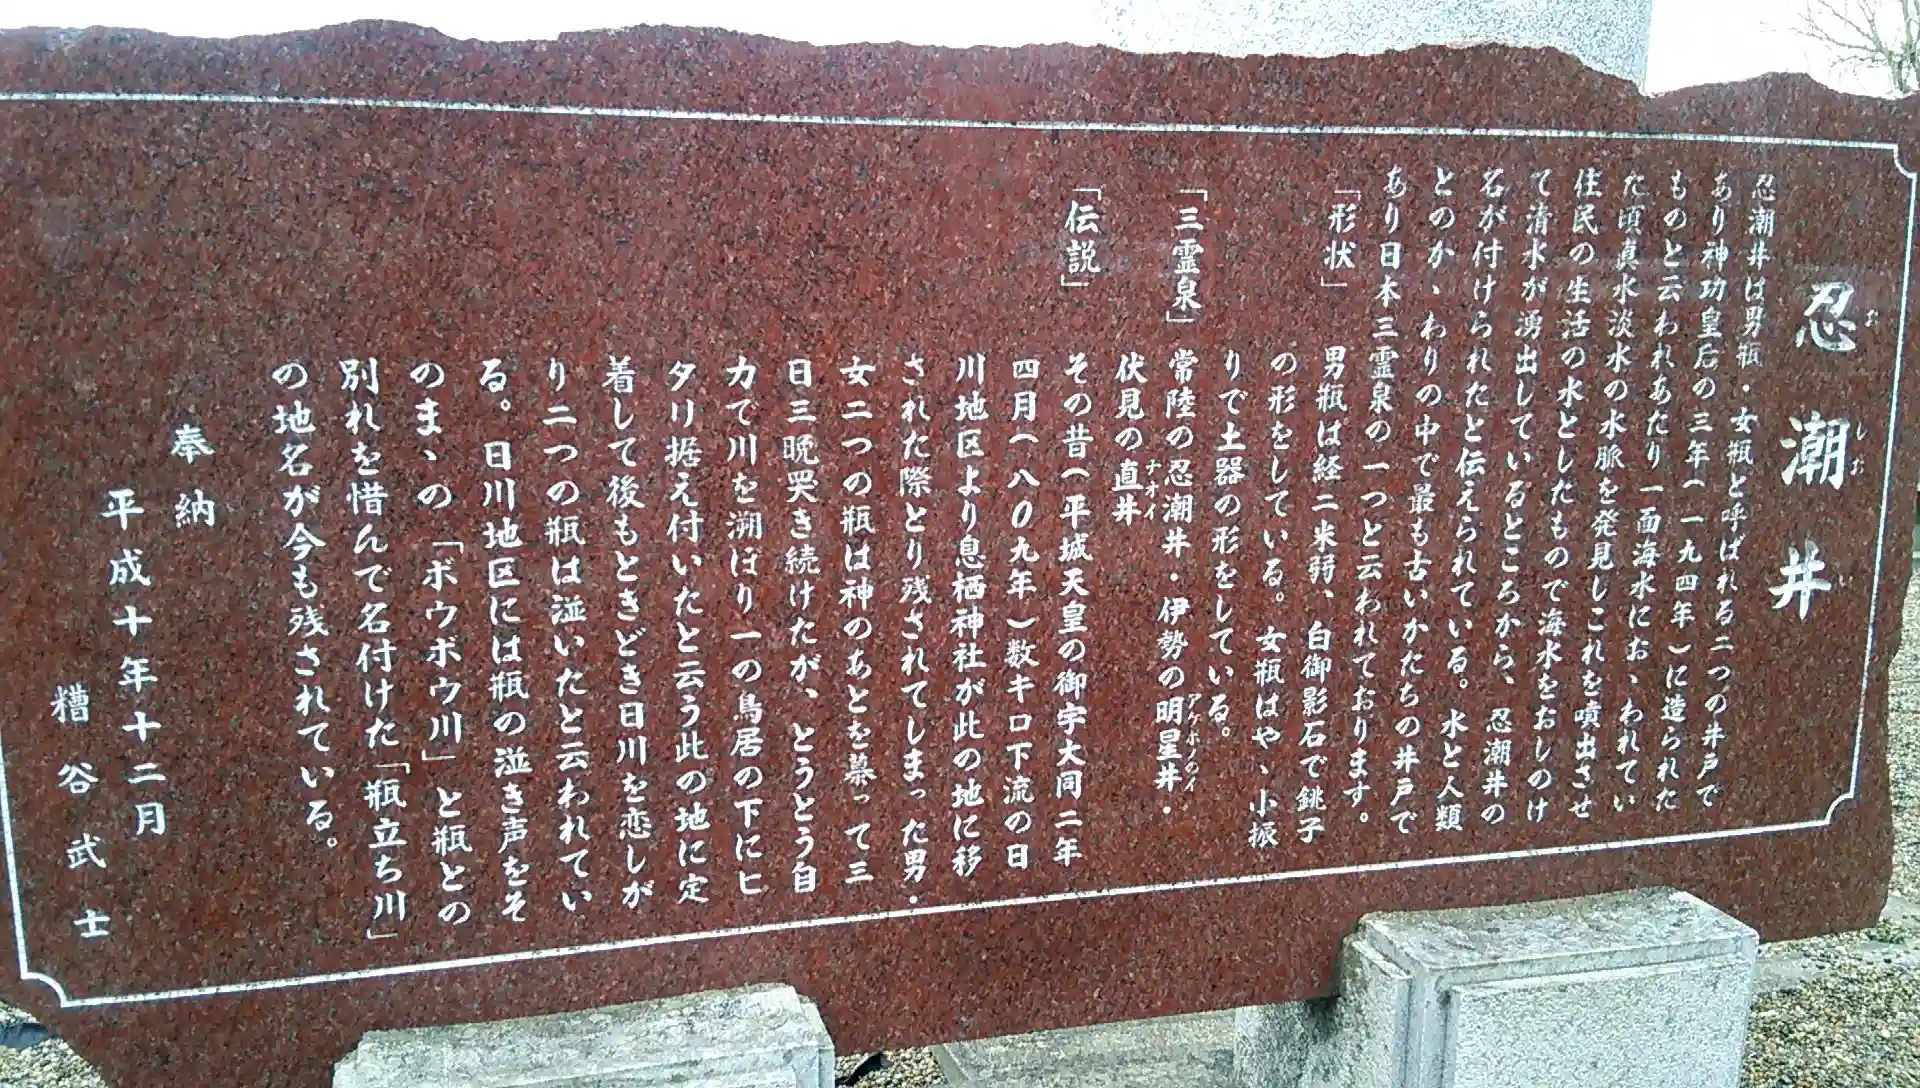 忍潮井
おしおい
忍潮井は男瓶・女瓶と呼ばれる二つの井戸で
あり神功皇后の三年(一九四年)に造られた
ものと云われあたり一面海水におゝわれてい
た頃真水淡水の水脈を発見しこれを噴出させ
住民の生活の水としたもので海水をおしのけ
て清水が湧出しているところから、忍潮井の
名が付けられたと伝えられている。水と人類
とのかゝわりの中で最も古いかたちの井戸で
あり日本三霊泉の一つと云われております。
「形状」
男瓶は経二米弱、白御影石で銚子
の形をしている。女瓶はやゝ小振
りで土器の形をしている。
「三霊泉」
常陸の忍潮井・伊勢の明星井・
アケボノイ
伏見の直井
ナオイ
「伝説」
その昔(平城天皇の御宇大同二年
四月(八〇九年)数キロ下流の日
川地区より息栖神社が此の地に移
された際とり残されてしまった男・
女二つの瓶は神のあとを慕って三
日三晩哭き続けたが、とうとう自
力で川を溯ぼり一の鳥居の下にヒ
タリ据え付いたと云う此の地に定
着して後もときどき日川を恋しが
り二つの瓶は泣いたと云われてい
る。日川地区には瓶の泣き声をそ
のまゝの「ボウボウ川」と瓶との
別れを惜んで名付けた「瓶立ち川」
の地名が今も残されている。
奉納
平成十年十二月
糟谷武士